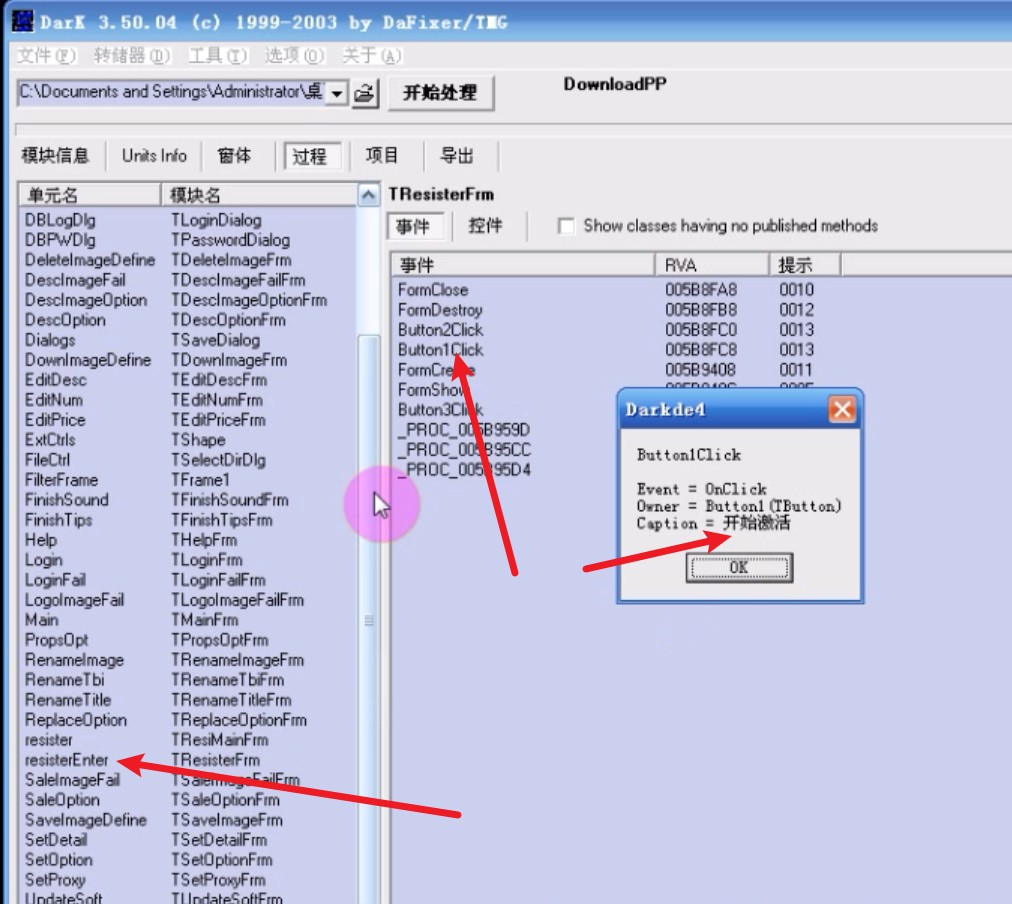 DarK 3.50.04 (c) 1999-2003 by DaFixer/TMG
文件(F) 转储器(D) 工具(T) 选项(O) 关于(A)
C:\Documents and Settings\Administrator\桌 开始处理 DownloadPP
模块信息 Units Info 窗体 过程 项目 导出
单元名 模块名
DBLogDlg TLoginDialog
DBPWDlg TPasswordDialog
DeleteImageDefine TDeleteImageFrm
DescImageFail TDescImageFailFrm
DescImageOption TDescImageOptionFrm
DescOption TDescOptionFrm
Dialogs TSaveDialog
DownImageDefine TDownImageFrm
EditDesc TEditDescFrm
EditNum TEditNumFrm
EditPrice TEditPriceFrm
ExtCtrls TShape
FileCtrl TSelectDirDlg
FilterFrame TFrame1
FinishSound TFinishSoundFrm
FinishTips TFinishTipsFrm
Help THelpFrm
Login TLoginFrm
LoginFail TLoginFailFrm
LogoImageFail TLogoImageFailFrm
Main TMainFrm
PropsOpt TPropsOptFrm
RenameImage TRenameImageFrm
RenameTbi TRenameTbiFrm
RenameTitle TRenameTitleFrm
ReplaceOption TReplaceOptionFrm
resister TResiMainFrm
resisterEnter TResisterFrm
SaleImageFail TSaleImageFailFrm
SaleOption TSaleOptionFrm
SaveImageDefine TSaveImageFrm
SetDetail TSetDetailFrm
SetOption TSetOptionFrm
SetProxy TSetProxyFrm
UpdateSoft TUpdateSoftFrm
TResisterFrm
事件 控件 Show classes having no published methods
事件 RVA 提示
FormClose 005B8FA8 0010
FormDestroy 005B8FB8 0012
Button2Click 005B8FC0 0013
Button1Click 005B8FC8 0013
FormCreate 005B9408 0011
FormShow
Button3Click
_PROC_005B959D
_PROC_005B95CC
_PROC_005B95D4
Darkde4
Button1Click
Event = OnClick
Owner = Button1(TButton)
Caption = 开始激活
OK